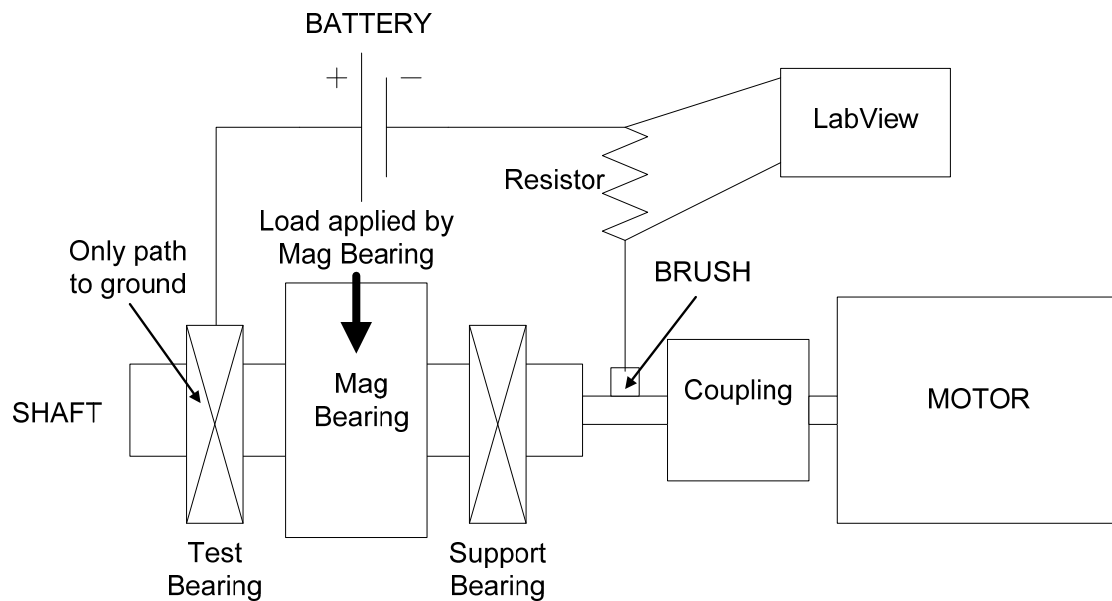 BATTERY
+ −
LabView
Resistor
Load applied by
Mag Bearing
Only path
to ground
BRUSH
Mag
Bearing
Coupling
MOTOR
SHAFT
Test
Bearing
Support
Bearing